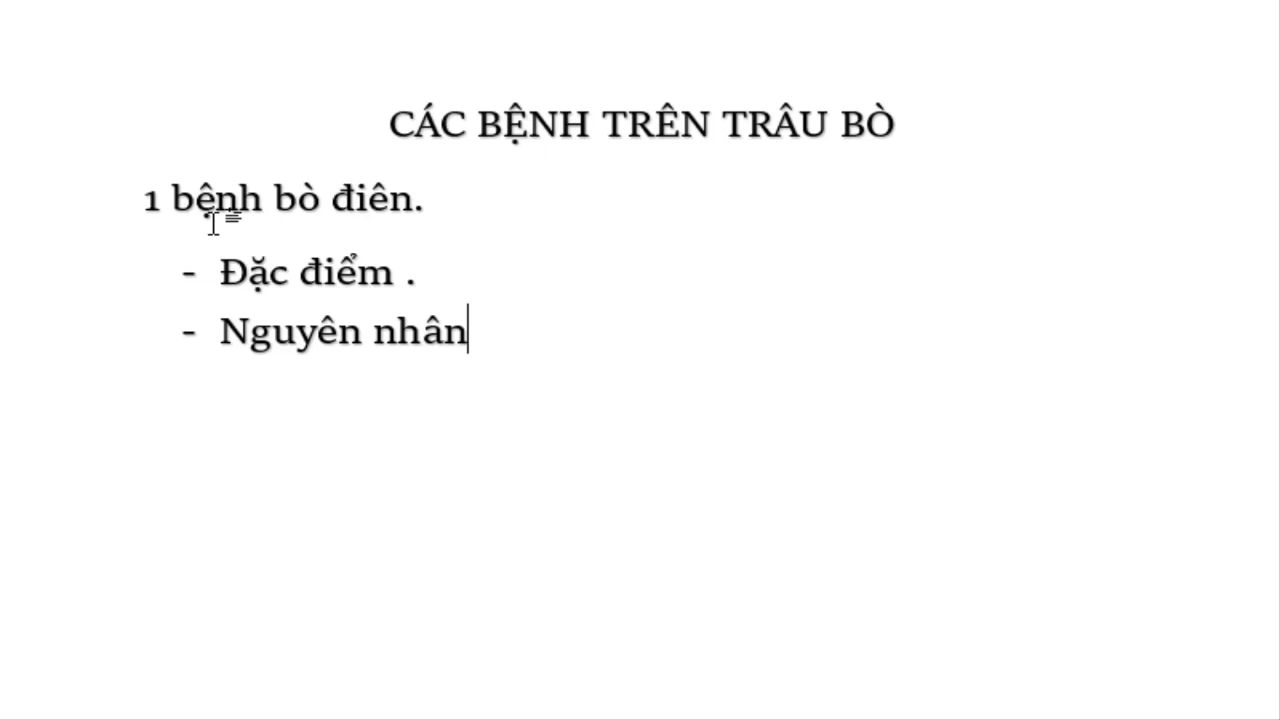 CÁC BỆNH TRÊN TRÂU BÒ
1 bệnh bò điên.
- Đặc điểm .
- Nguyên nhân